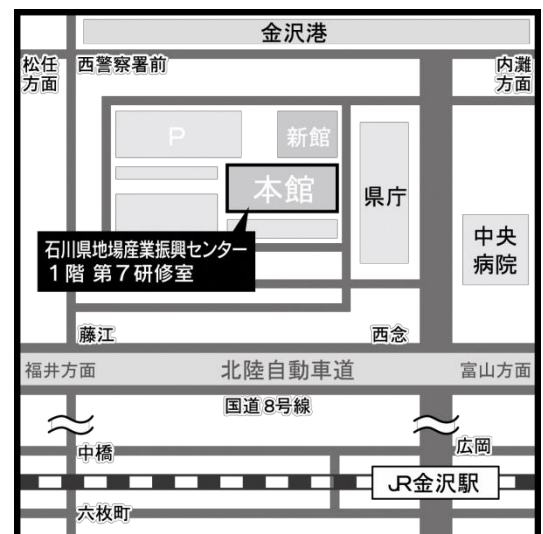 金沢港
松任
方面
西警察署前
内灘
方面
P
新館
本館
県庁
中央
病院
石川県地場産業振興センター
1階 第7研修室
藤江
西念
福井方面
北陸自動車道
富山方面
国道8号線
中橋
広岡
JR金沢駅
六枚町